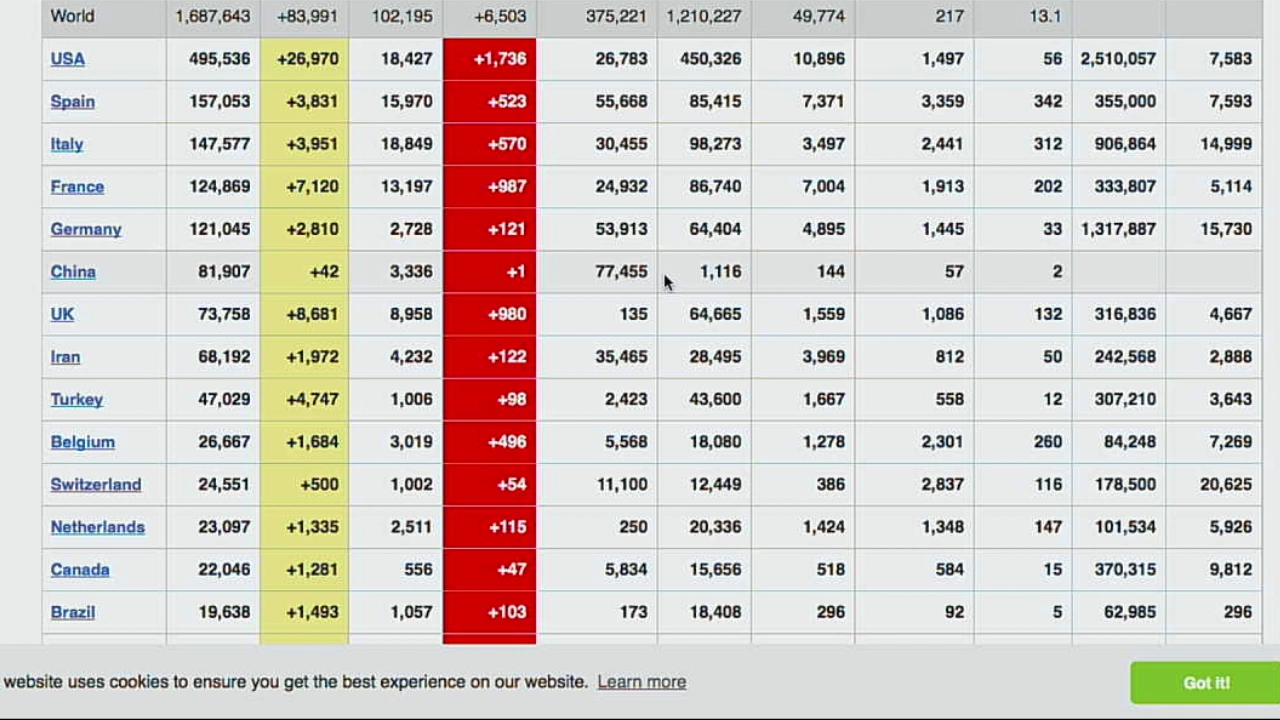 World 1,687,643 +83,991 102,195 +6,503 375,221 1,210,227 49,774 217 13.1
USA 495,536 +26,970 18,427 +1,736 26,783 450,326 10,896 1,497 56 2,510,057 7,583
Spain 157,053 +3,831 15,970 +523 55,668 85,415 7,371 3,359 342 355,000 7,593
Italy 147,577 +3,951 18,849 +570 30,455 98,273 3,497 2,441 312 906,864 14,999
France 124,869 +7,120 13,197 +987 24,932 86,740 7,004 1,913 202 333,807 5,114
Germany 121,045 +2,810 2,728 +121 53,913 64,404 4,895 1,445 33 1,317,887 15,730
China 81,907 +42 3,336 +1 77,455 1,116 144 57 2
UK 73,758 +8,681 8,958 +980 135 64,665 1,559 1,086 132 316,836 4,667
Iran 68,192 +1,972 4,232 +122 35,465 28,495 3,969 812 50 242,568 2,888
Turkey 47,029 +4,747 1,006 +98 2,423 43,600 1,667 558 12 307,210 3,643
Belgium 26,667 +1,684 3,019 +496 5,568 18,080 1,278 2,301 260 84,248 7,269
Switzerland 24,551 +500 1,002 +54 11,100 12,449 386 2,837 116 178,500 20,625
Netherlands 23,097 +1,335 2,511 +115 250 20,336 1,424 1,348 147 101,534 5,926
Canada 22,046 +1,281 556 +47 5,834 15,656 518 584 15 370,315 9,812
Brazil 19,638 +1,493 1,057 +103 173 18,408 296 92 5 62,985 296
website uses cookies to ensure you get the best experience on our website. Learn more Got it!